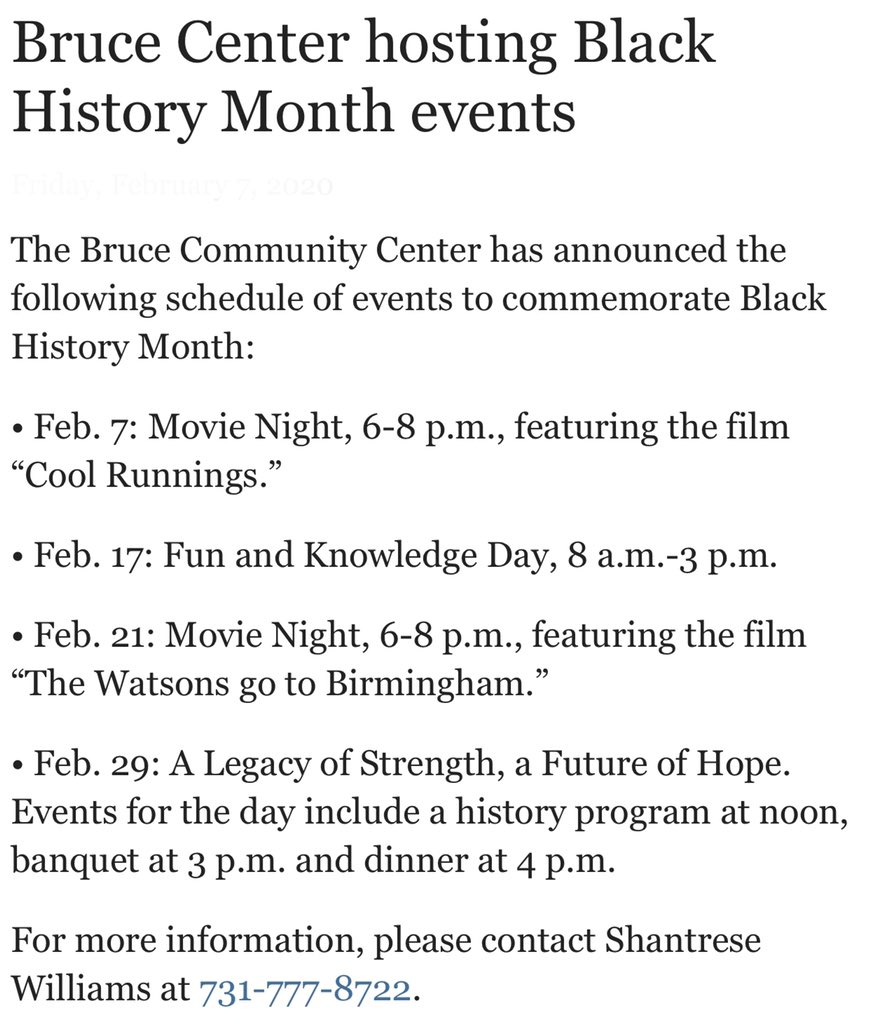 Bruce Center hosting Black
History Month events
Friday, February 7, 2020
The Bruce Community Center has announced the
following schedule of events to commemorate Black
History Month:
• Feb. 7: Movie Night, 6-8 p.m., featuring the film
“Cool Runnings.”
• Feb. 17: Fun and Knowledge Day, 8 a.m.-3 p.m.
• Feb. 21: Movie Night, 6-8 p.m., featuring the film
“The Watsons go to Birmingham.”
• Feb. 29: A Legacy of Strength, a Future of Hope.
Events for the day include a history program at noon,
banquet at 3 p.m. and dinner at 4 p.m.
For more information, please contact Shantrese
Williams at 731-777-8722.